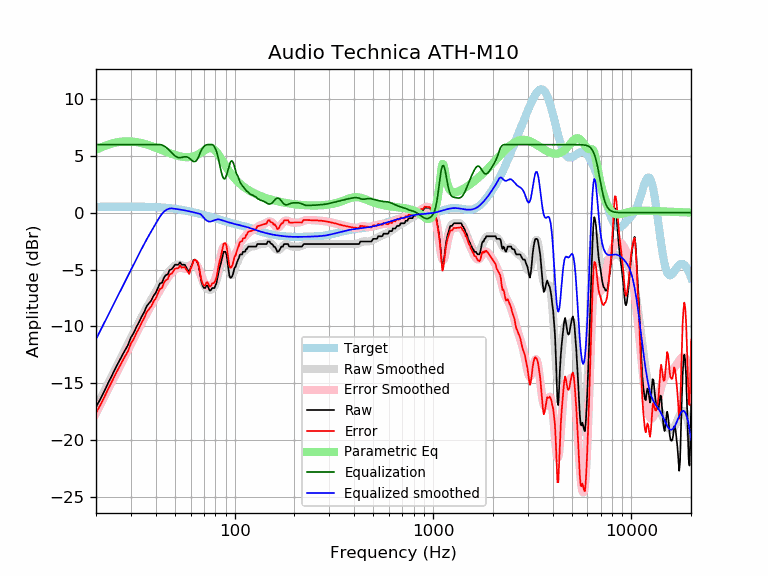 Audio Technica ATH-M10
Amplitude (dBr)
10
5
0
−5
−10
−15
−20
−25
Target
Raw Smoothed
Error Smoothed
Raw
Error
Parametric Eq
Equalization
Equalized smoothed
100 1000 10000
Frequency (Hz)